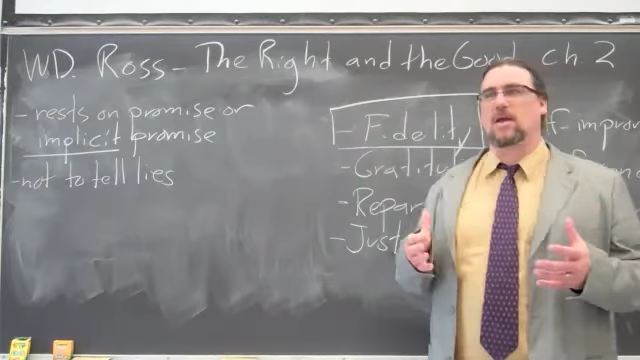 W.D. Ross – The Right and the Good ch 2
- rests on promise or
implicit promise
- not to tell lies
- Fidelity
- Gratitu
- Repar
- Just
f-improv